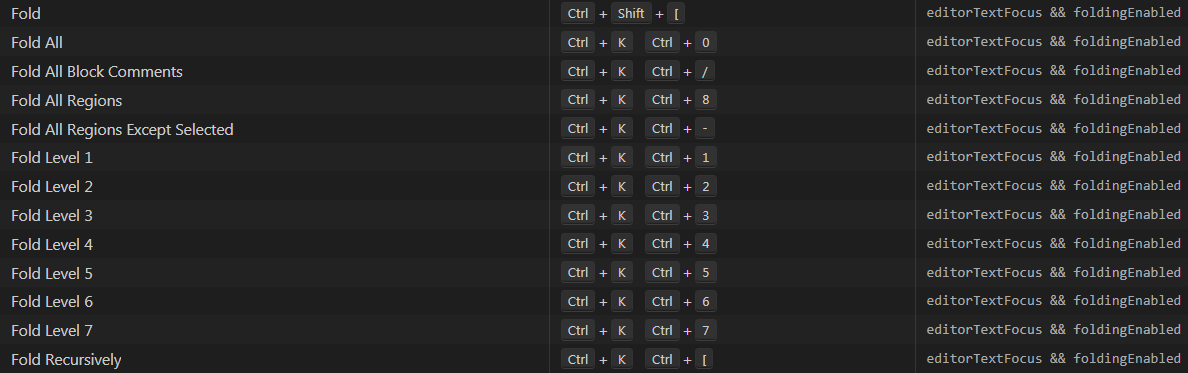 Fold Ctrl + Shift + [ editorTextFocus && foldingEnabled
Fold All Ctrl + K Ctrl + 0 editorTextFocus && foldingEnabled
Fold All Block Comments Ctrl + K Ctrl + / editorTextFocus && foldingEnabled
Fold All Regions Ctrl + K Ctrl + 8 editorTextFocus && foldingEnabled
Fold All Regions Except Selected Ctrl + K Ctrl + - editorTextFocus && foldingEnabled
Fold Level 1 Ctrl + K Ctrl + 1 editorTextFocus && foldingEnabled
Fold Level 2 Ctrl + K Ctrl + 2 editorTextFocus && foldingEnabled
Fold Level 3 Ctrl + K Ctrl + 3 editorTextFocus && foldingEnabled
Fold Level 4 Ctrl + K Ctrl + 4 editorTextFocus && foldingEnabled
Fold Level 5 Ctrl + K Ctrl + 5 editorTextFocus && foldingEnabled
Fold Level 6 Ctrl + K Ctrl + 6 editorTextFocus && foldingEnabled
Fold Level 7 Ctrl + K Ctrl + 7 editorTextFocus && foldingEnabled
Fold Recursively Ctrl + K Ctrl + [ editorTextFocus && foldingEnabled